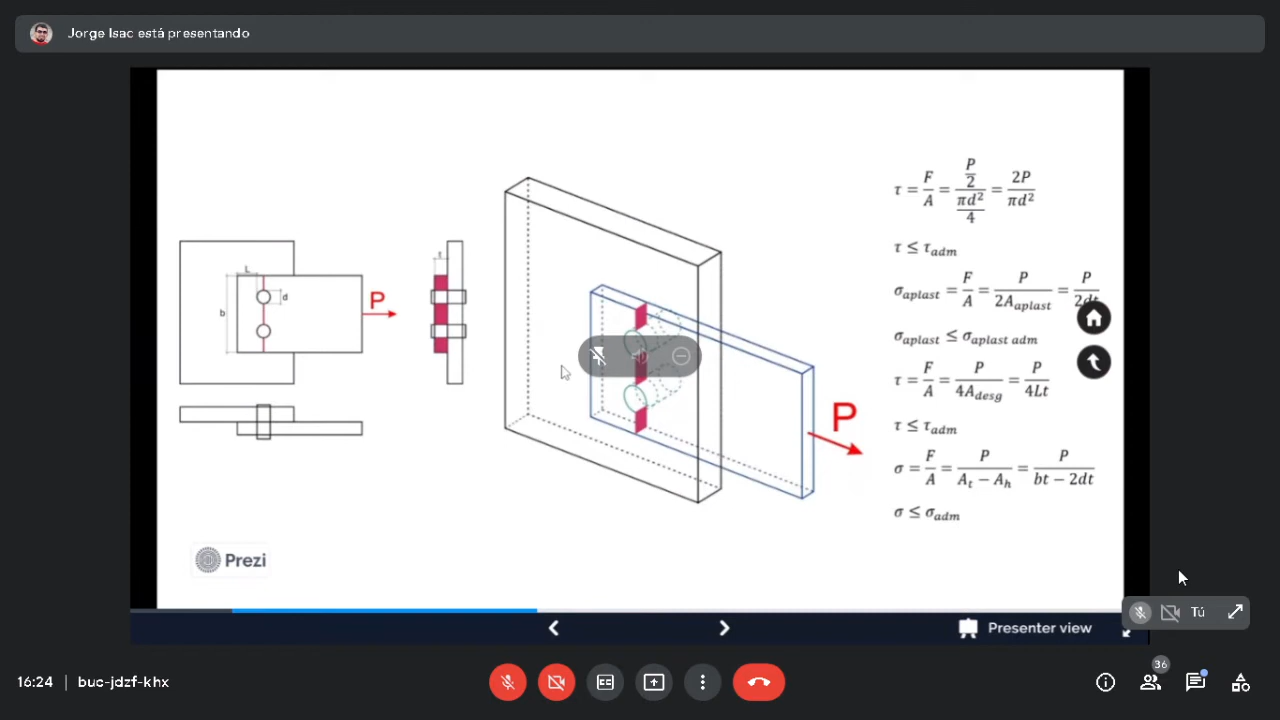 Jorge Isac está presentando
τ = F/A = (P/2)/(πd²/4) = 2P/πd²
τ ≤ τadm
σaplast = F/A = P/2Aaplast = P/2dt
σaplast ≤ σaplast adm
τ = F/A = P/4Adesg = P/4Lt
τ ≤ τadm
σ = F/A = P/(At − Ah) = P/(bt − 2dt)
σ ≤ σadm
L
d
b
P
t
P
Prezi
Presenter view
Tú
16:24 | buc-jdzf-khx
CC
36